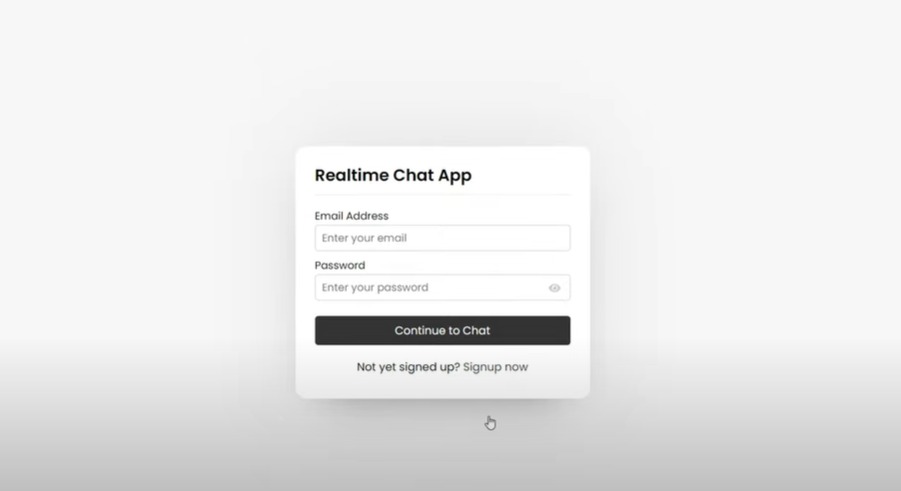 Realtime Chat App
Email Address
Enter your email
Password
Enter your password
Continue to Chat
Not yet signed up? Signup now